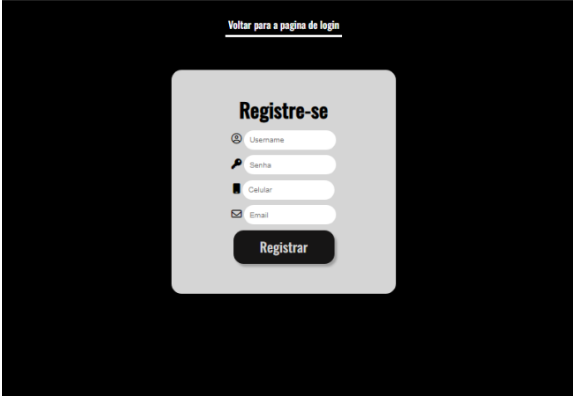 Voltar para a pagina de login
Registre-se
Username
Senha
Celular
Email
Registrar